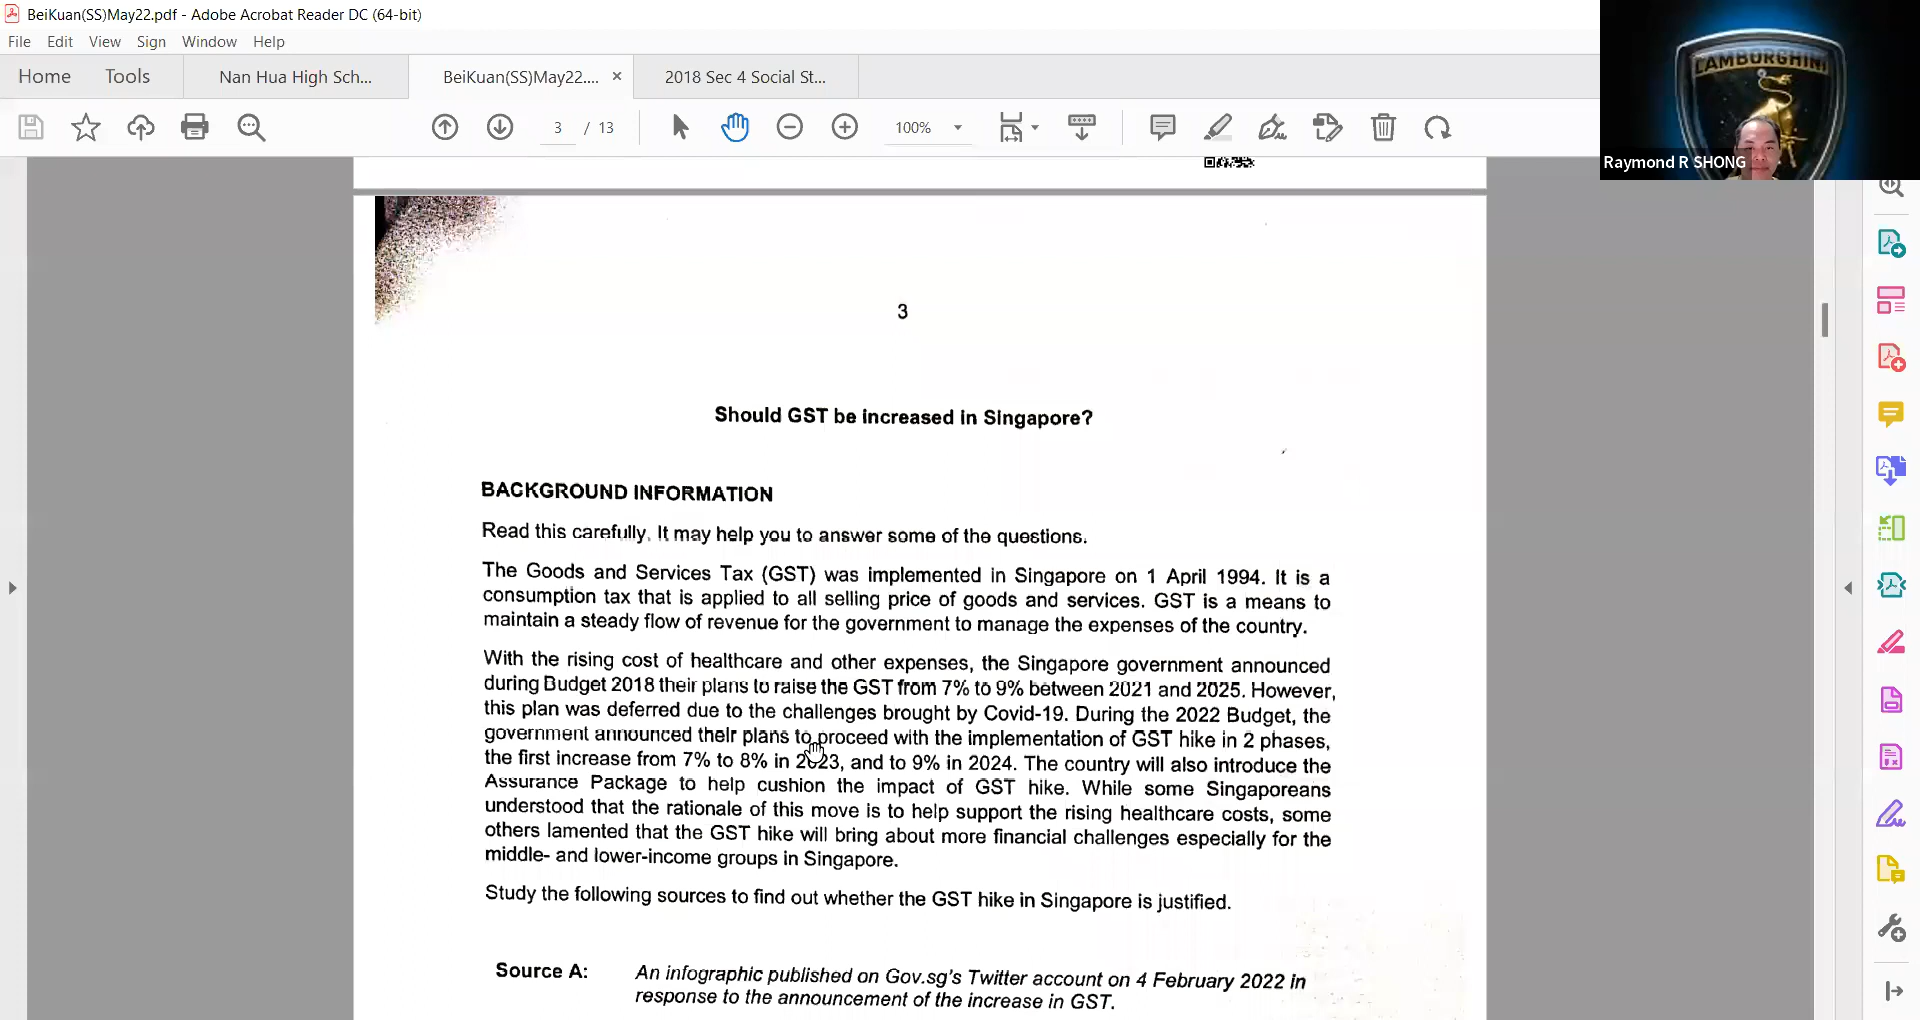 BeiKuan(SS)May22.pdf - Adobe Acrobat Reader DC (64-bit)
File Edit View Sign Window Help
Home Tools Nan Hua High Sch... BeiKuan(SS)May22.... × 2018 Sec 4 Social St...
3 / 13 100%
LAMBORGHINI
Raymond R SHONG
3
Should GST be increased in Singapore?
BACKGROUND INFORMATION
Read this carefully. It may help you to answer some of the questions.
The Goods and Services Tax (GST) was implemented in Singapore on 1 April 1994. It is a
consumption tax that is applied to all selling price of goods and services. GST is a means to
maintain a steady flow of revenue for the government to manage the expenses of the country.
With the rising cost of healthcare and other expenses, the Singapore government announced
during Budget 2018 their plans to raise the GST from 7% to 9% between 2021 and 2025. However,
this plan was deferred due to the challenges brought by Covid-19. During the 2022 Budget, the
government announced their plans to proceed with the implementation of GST hike in 2 phases,
the first increase from 7% to 8% in 2023, and to 9% in 2024. The country will also introduce the
Assurance Package to help cushion the impact of GST hike. While some Singaporeans
understood that the rationale of this move is to help support the rising healthcare costs, some
others lamented that the GST hike will bring about more financial challenges especially for the
middle- and lower-income groups in Singapore.
Study the following sources to find out whether the GST hike in Singapore is justified.
Source A: An infographic published on Gov.sg's Twitter account on 4 February 2022 in
response to the announcement of the increase in GST.